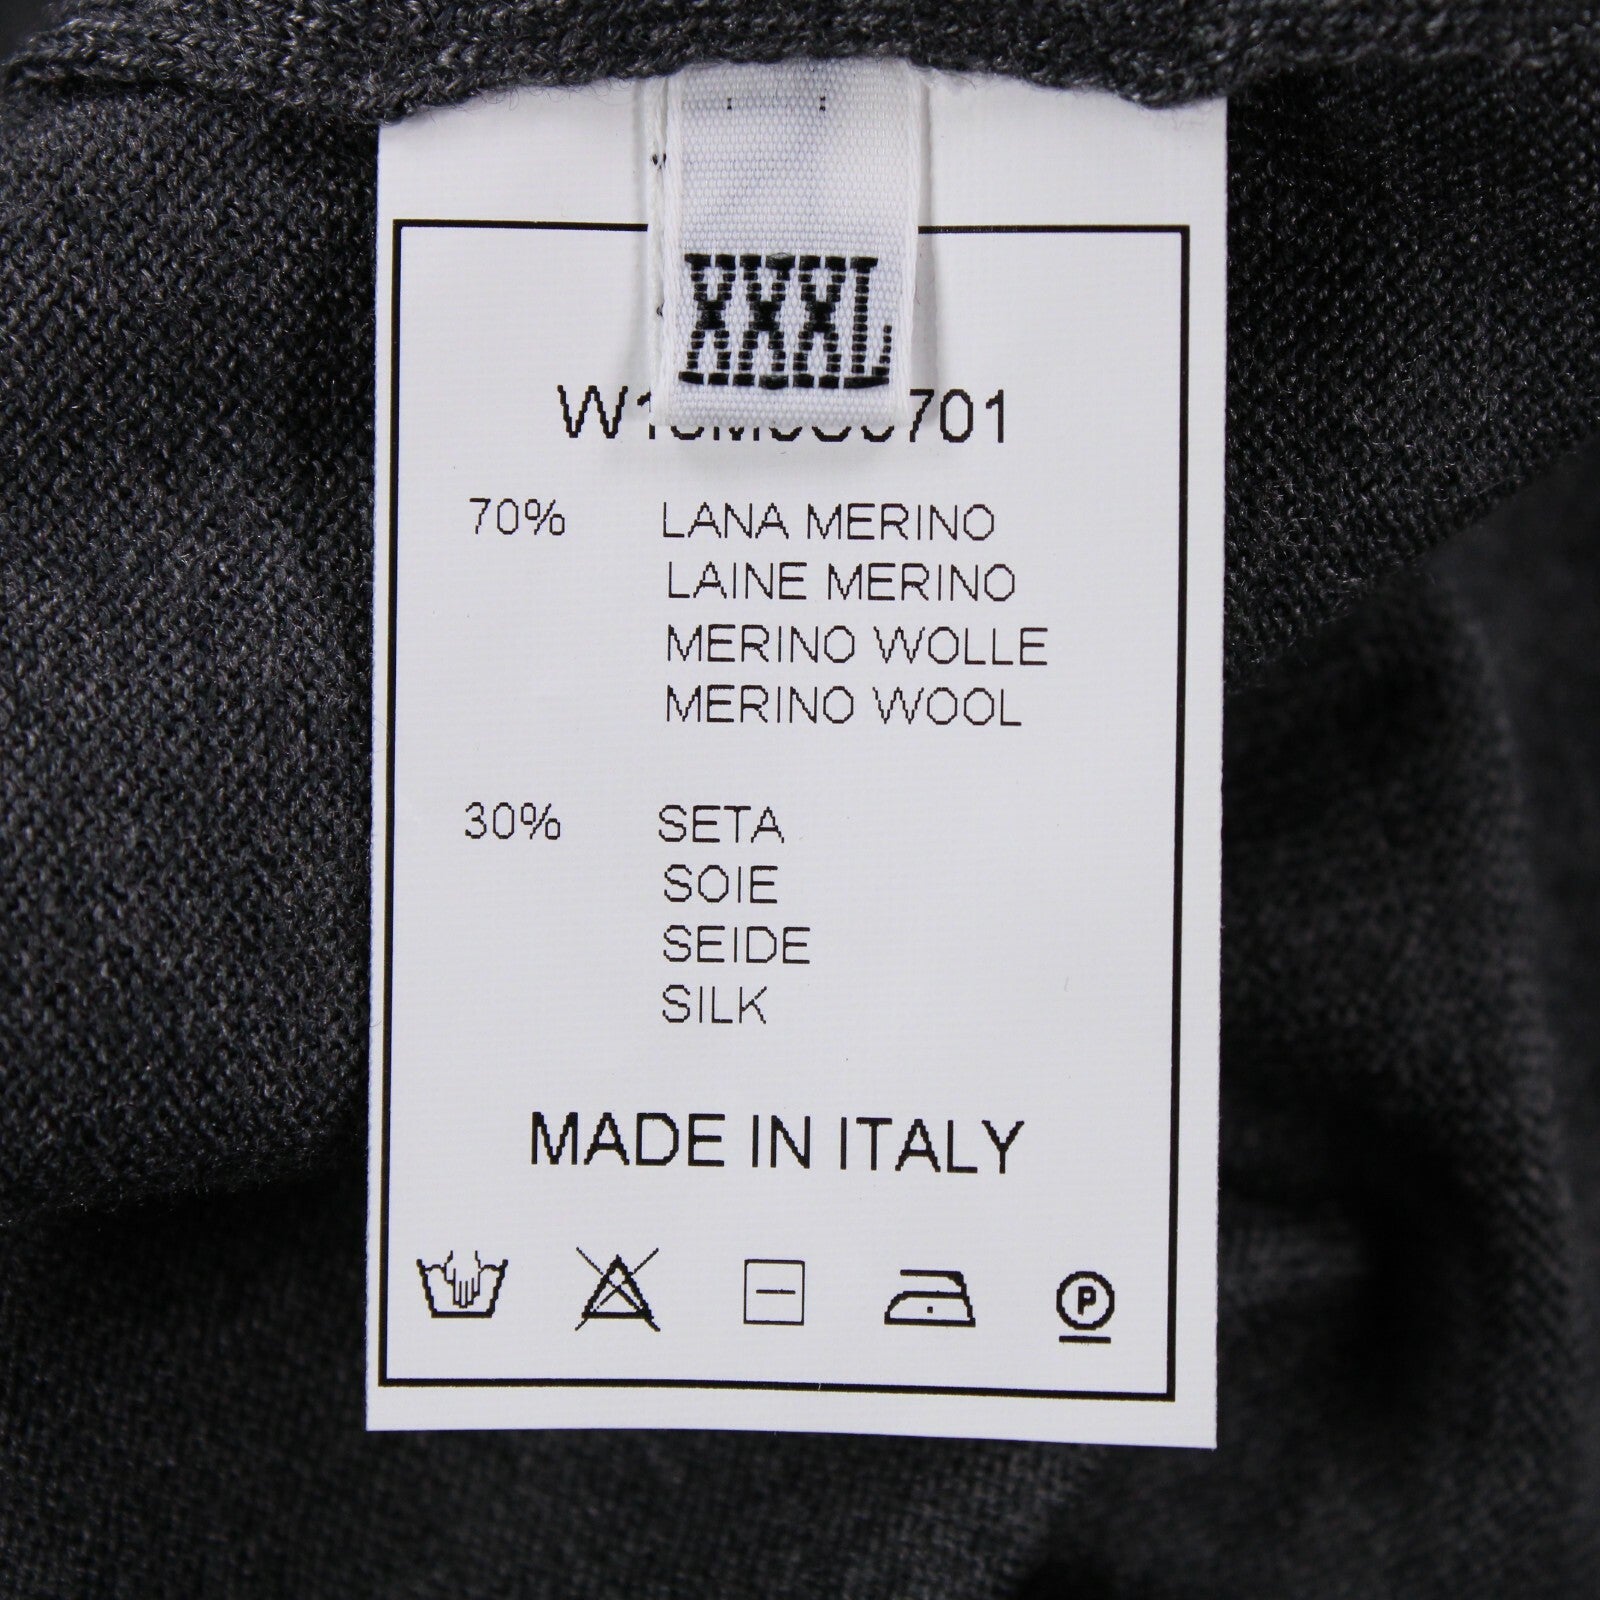 XXXL
70% LANA MERINO
LAINE MERINO
MERINO WOLLE
MERINO WOOL
30% SETA
SOIE
SEIDE
SILK
MADE IN ITALY
P